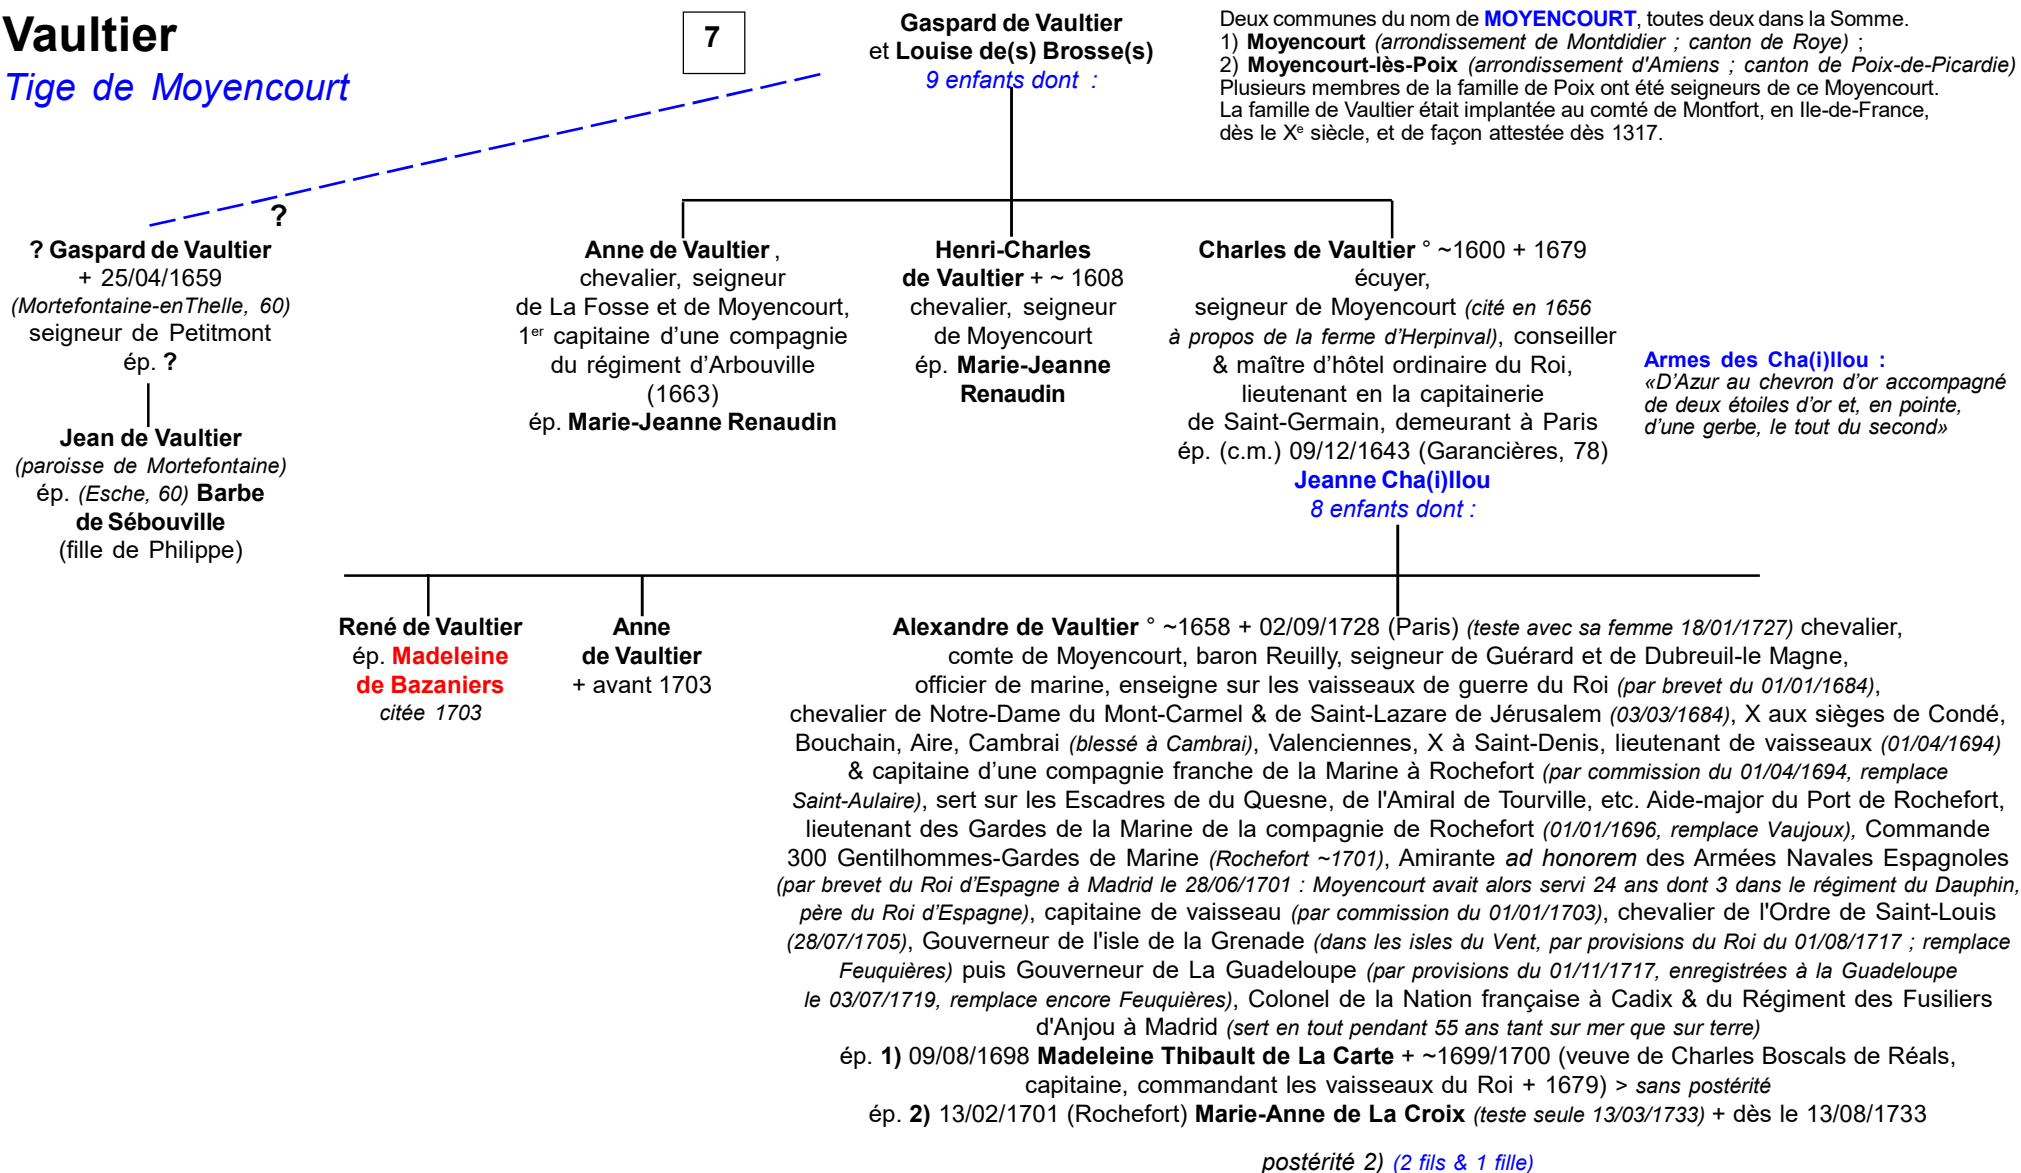 Vaultier
Tige de Moyencourt
7
Gaspard de Vaultier
et Louise de(s) Brosse(s)
9 enfants dont :
Deux communes du nom de MOYENCOURT, toutes deux dans la Somme.
1) Moyencourt (arrondissement de Montdidier ; canton de Roye) ;
2) Moyencourt-lès-Poix (arrondissement d'Amiens ; canton de Poix-de-Picardie)
Plusieurs membres de la famille de Poix ont été seigneurs de ce Moyencourt.
La famille de Vaultier était implantée au comté de Montfort, en Ile-de-France,
dès le Xe siècle, et de façon attestée dès 1317.
?
? Gaspard de Vaultier
+ 25/04/1659
(Mortefontaine-enThelle, 60)
seigneur de Petitmont
ép. ?
Jean de Vaultier
(paroisse de Mortefontaine)
ép. (Esche, 60) Barbe
de Sébouville
(fille de Philippe)
Anne de Vaultier ,
chevalier, seigneur
de La Fosse et de Moyencourt,
1er capitaine d’une compagnie
du régiment d’Arbouville
(1663)
ép. Marie-Jeanne Renaudin
Henri-Charles
de Vaultier + ~ 1608
chevalier, seigneur
de Moyencourt
ép. Marie-Jeanne
Renaudin
Charles de Vaultier ° ~1600 + 1679
écuyer,
seigneur de Moyencourt (cité en 1656
à propos de la ferme d’Herpinval), conseiller
& maître d’hôtel ordinaire du Roi,
lieutenant en la capitainerie
de Saint-Germain, demeurant à Paris
ép. (c.m.) 09/12/1643 (Garancières, 78)
Jeanne Cha(i)llou
8 enfants dont :
Armes des Cha(i)llou :
«D’Azur au chevron d’or accompagné
de deux étoiles d’or et, en pointe,
d’une gerbe, le tout du second»
René de Vaultier
ép. Madeleine
de Bazaniers
citée 1703
Anne
de Vaultier
+ avant 1703
Alexandre de Vaultier ° ~1658 + 02/09/1728 (Paris) (teste avec sa femme 18/01/1727) chevalier,
comte de Moyencourt, baron Reuilly, seigneur de Guérard et de Dubreuil-le Magne,
officier de marine, enseigne sur les vaisseaux de guerre du Roi (par brevet du 01/01/1684),
chevalier de Notre-Dame du Mont-Carmel & de Saint-Lazare de Jérusalem (03/03/1684), X aux sièges de Condé,
Bouchain, Aire, Cambrai (blessé à Cambrai), Valenciennes, X à Saint-Denis, lieutenant de vaisseaux (01/04/1694)
& capitaine d’une compagnie franche de la Marine à Rochefort (par commission du 01/04/1694, remplace
Saint-Aulaire), sert sur les Escadres de du Quesne, de l'Amiral de Tourville, etc. Aide-major du Port de Rochefort,
lieutenant des Gardes de la Marine de la compagnie de Rochefort (01/01/1696, remplace Vaujoux), Commande
300 Gentilhommes-Gardes de Marine (Rochefort ~1701), Amirante ad honorem des Armées Navales Espagnoles
(par brevet du Roi d’Espagne à Madrid le 28/06/1701 : Moyencourt avait alors servi 24 ans dont 3 dans le régiment du Dauphin,
père du Roi d’Espagne), capitaine de vaisseau (par commission du 01/01/1703), chevalier de l'Ordre de Saint-Louis
(28/07/1705), Gouverneur de l'isle de la Grenade (dans les isles du Vent, par provisions du Roi du 01/08/1717 ; remplace
Feuquières) puis Gouverneur de La Guadeloupe (par provisions du 01/11/1717, enregistrées à la Guadeloupe
le 03/07/1719, remplace encore Feuquières), Colonel de la Nation française à Cadix & du Régiment des Fusiliers
d'Anjou à Madrid (sert en tout pendant 55 ans tant sur mer que sur terre)
ép. 1) 09/08/1698 Madeleine Thibault de La Carte + ~1699/1700 (veuve de Charles Boscals de Réals,
capitaine, commandant les vaisseaux du Roi + 1679) > sans postérité
ép. 2) 13/02/1701 (Rochefort) Marie-Anne de La Croix (teste seule 13/03/1733) + dès le 13/08/1733
postérité 2) (2 fils & 1 fille)